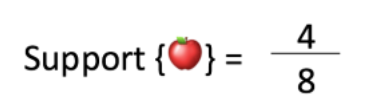 Support {🍎} = 4/8